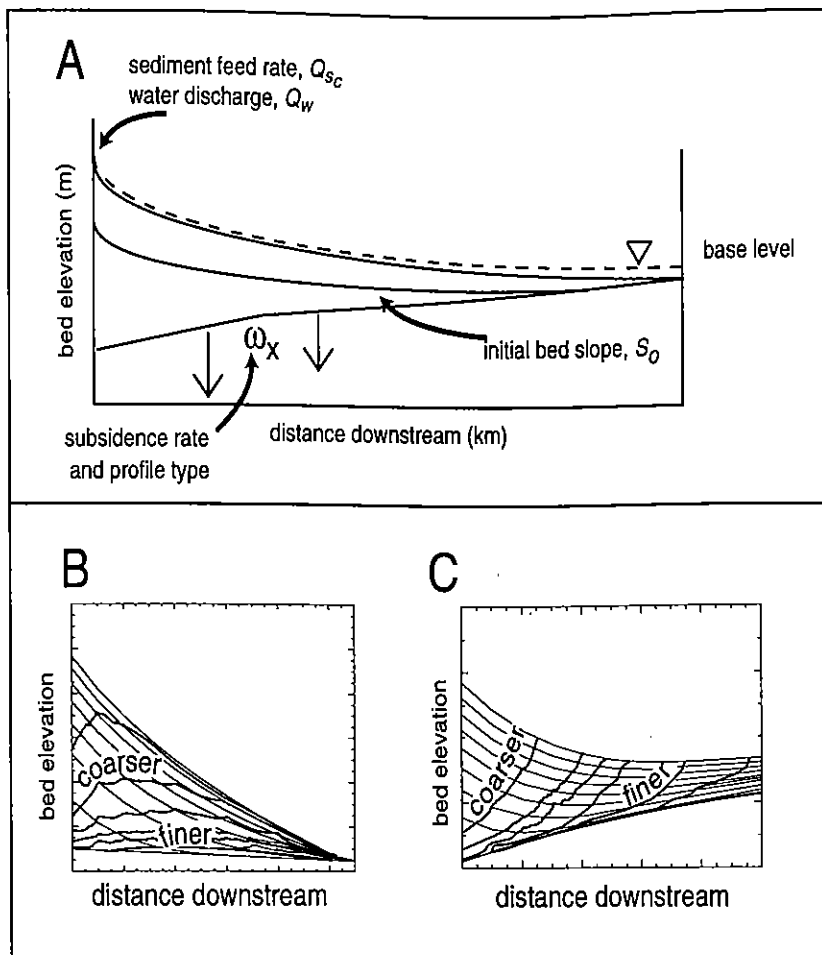 A
sediment feed rate, Qsc
water discharge, Qw
bed elevation (m)
base level
initial bed slope, So
ωx
subsidence rate
and profile type
distance downstream (km)
B
bed elevation
coarser
finer
distance downstream
C
bed elevation
coarser
finer
distance downstream